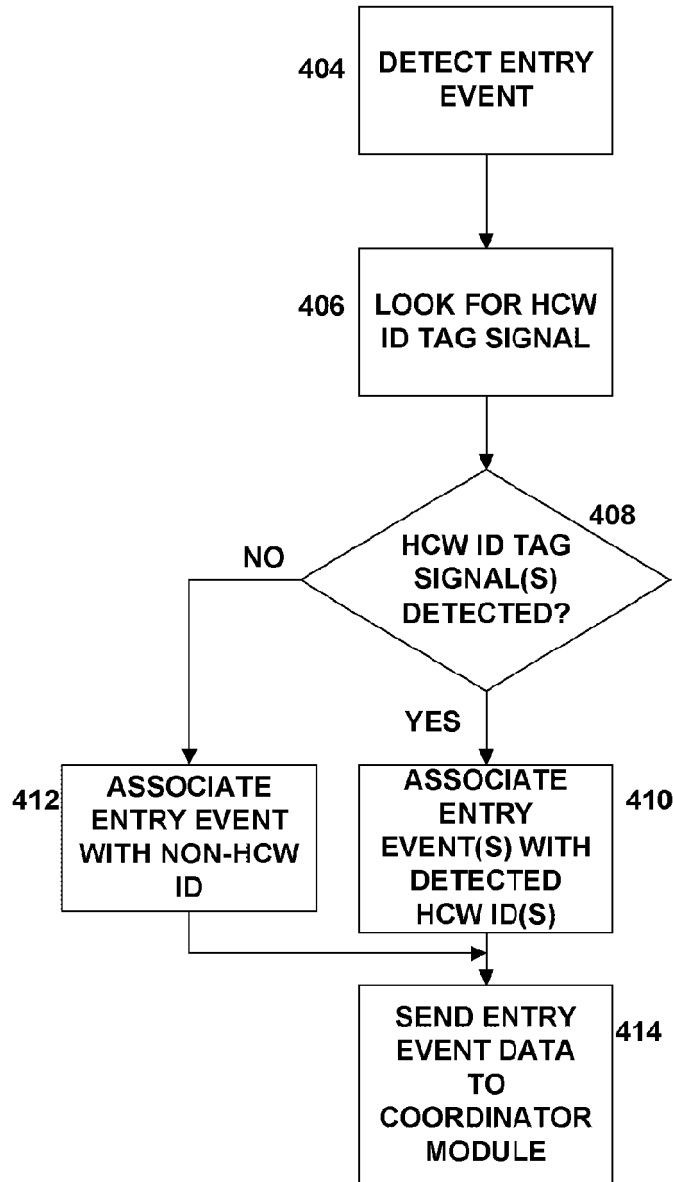 404
DETECT ENTRY
EVENT
406
LOOK FOR HCW
ID TAG SIGNAL
408
HCW ID TAG
SIGNAL(S)
DETECTED?
NO
YES
412
ASSOCIATE
ENTRY EVENT
WITH NON-HCW
ID
ASSOCIATE
ENTRY
EVENT(S) WITH
DETECTED
HCW ID(S)
410
SEND ENTRY
EVENT DATA
TO
COORDINATOR
MODULE
414